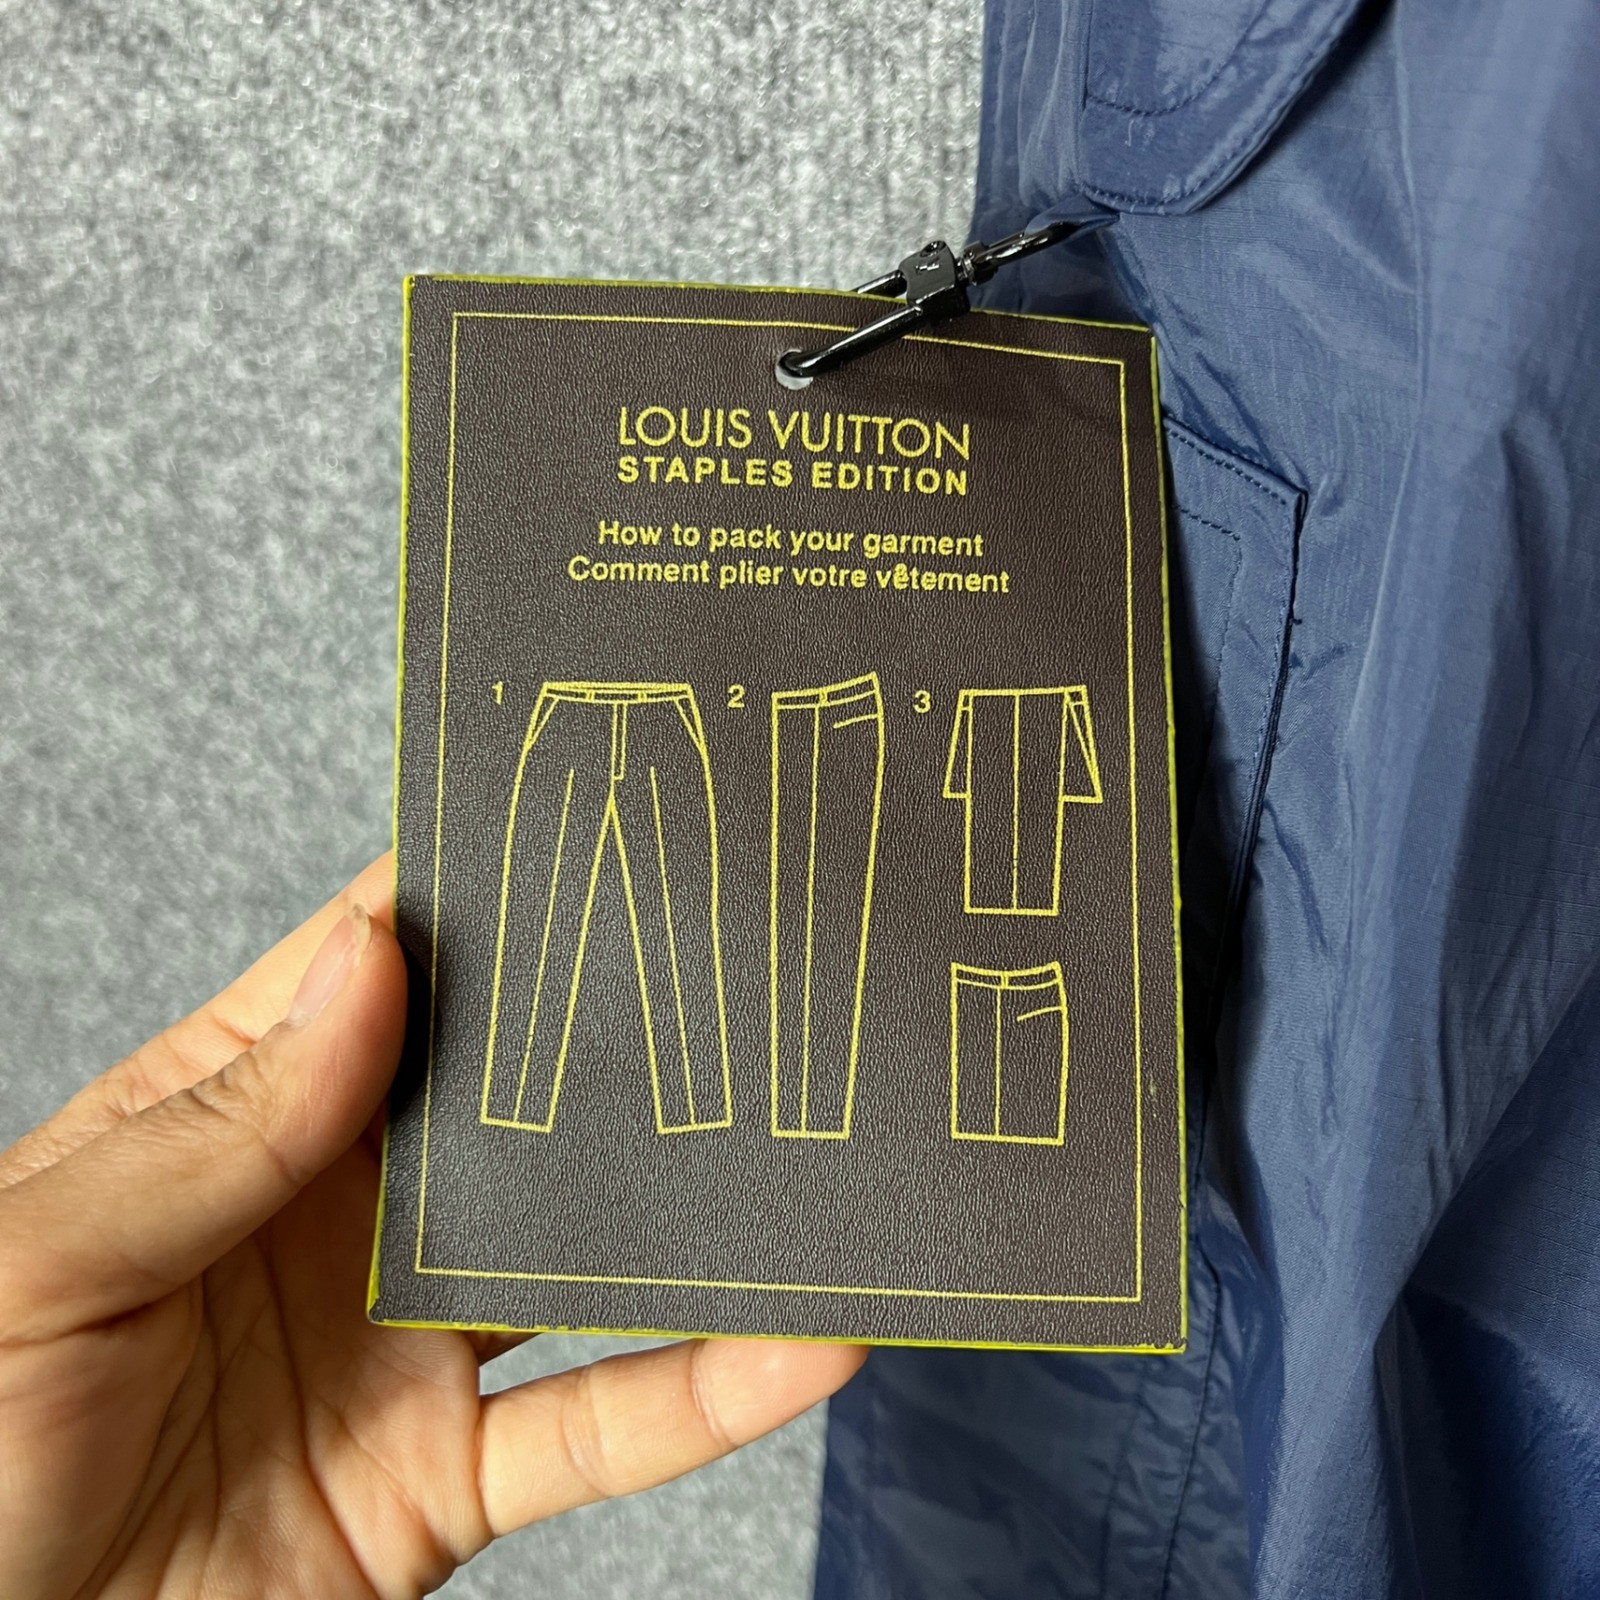 LOUIS VUITTON
STAPLES EDITION
How to pack your garment
Comment plier votre vêtement
1 2 3